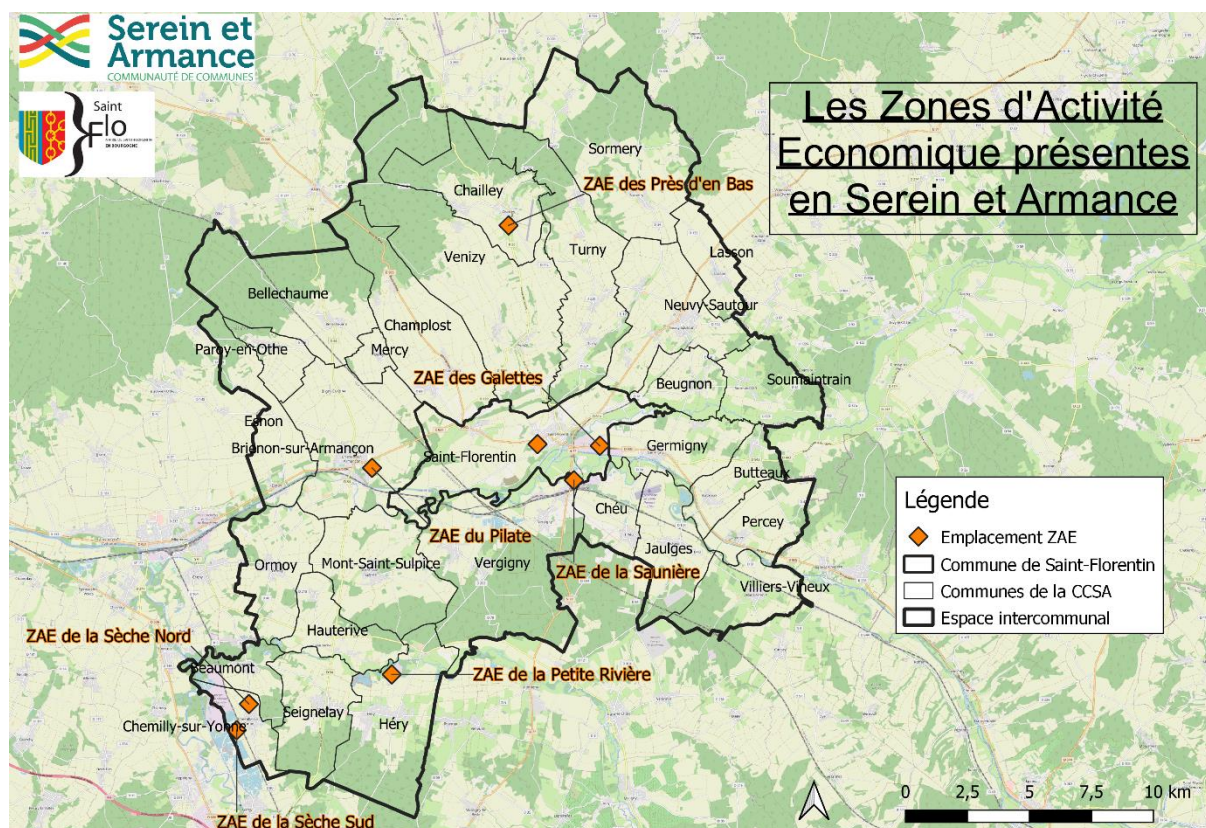 Serein et
Armance
COMMUNAUTÉ DE COMMUNES
Saint
Flo
EN BOURGOGNE
Les Zones d'Activité
Economique présentes
en Serein et Armance
Sormery
Chailley
ZAE des Près d'en Bas
Turny
Venizy
Lasson
Bellechaume
Neuvy-Sautour
Champlost
Paroy-en-Othe
Mercy
ZAE des Galettes
Beugnon
Soumaintrain
Esnon
Brienon-sur-Armançon
Saint-Florentin
Germigny
Butteaux
Chéu
Percey
ZAE du Pilate
Jaulges
Ormoy
Mont-Saint-Sulpice
Vergigny
ZAE de la Saunière
Villiers-Vineux
Hauterive
ZAE de la Sèche Nord
Beaumont
ZAE de la Petite Rivière
Seignelay
Héry
Chemilly-sur-Yonne
ZAE de la Sèche Sud
Légende
Emplacement ZAE
Commune de Saint-Florentin
Communes de la CCSA
Espace intercommunal
0 2,5 5 7,5 10 km